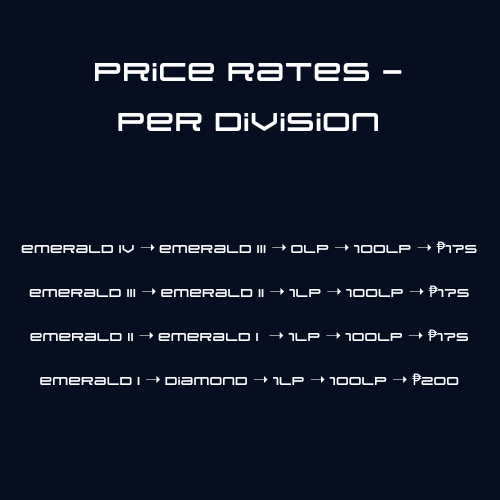 PRiCE RATES –
PER DiViSiON
EMERALD IV → EMERALD III → 0LP → 100LP → ₱175
EMERALD III → EMERALD II → 1LP → 100LP → ₱175
EMERALD II → EMERALD I → 1LP → 100LP → ₱175
EMERALD I → DiAMOND → 1LP → 100LP → ₱200